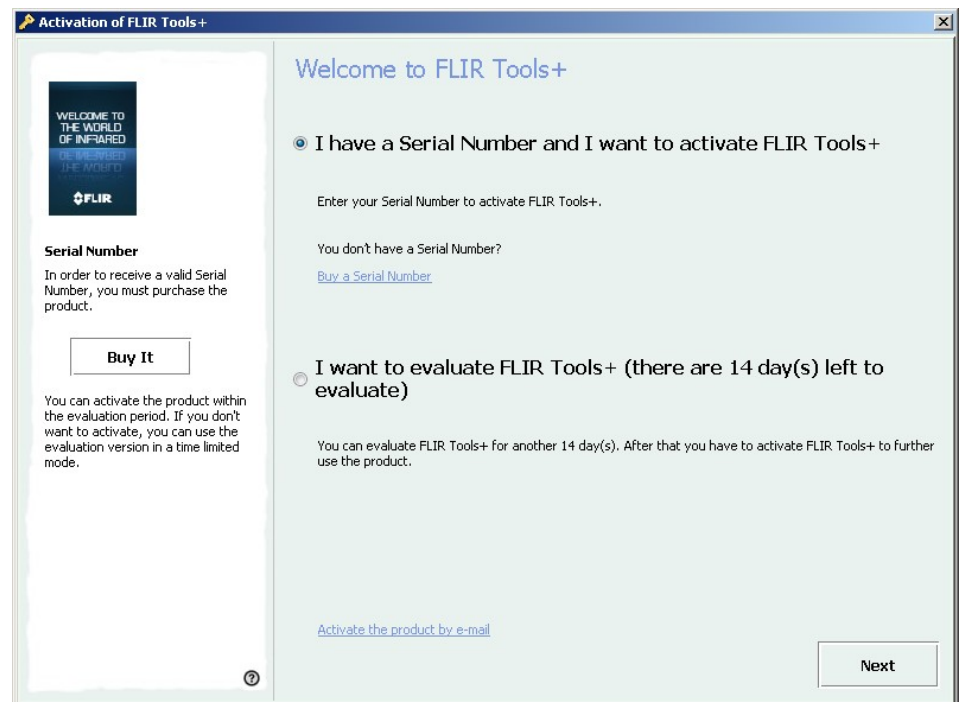 Activation of FLIR Tools+
WELCOME TO
THE WORLD
OF INFRARED
FLIR
Serial Number
In order to receive a valid Serial
Number, you must purchase the
product.
Buy It
You can activate the product within
the evaluation period. If you don't
want to activate, you can use the
evaluation version in a time limited
mode.
Welcome to FLIR Tools+
I have a Serial Number and I want to activate FLIR Tools+
Enter your Serial Number to activate FLIR Tools+.
You don't have a Serial Number?
Buy a Serial Number
I want to evaluate FLIR Tools+ (there are 14 day(s) left to
evaluate)
You can evaluate FLIR Tools+ for another 14 day(s). After that you have to activate FLIR Tools+ to further
use the product.
Activate the product by e-mail
Next